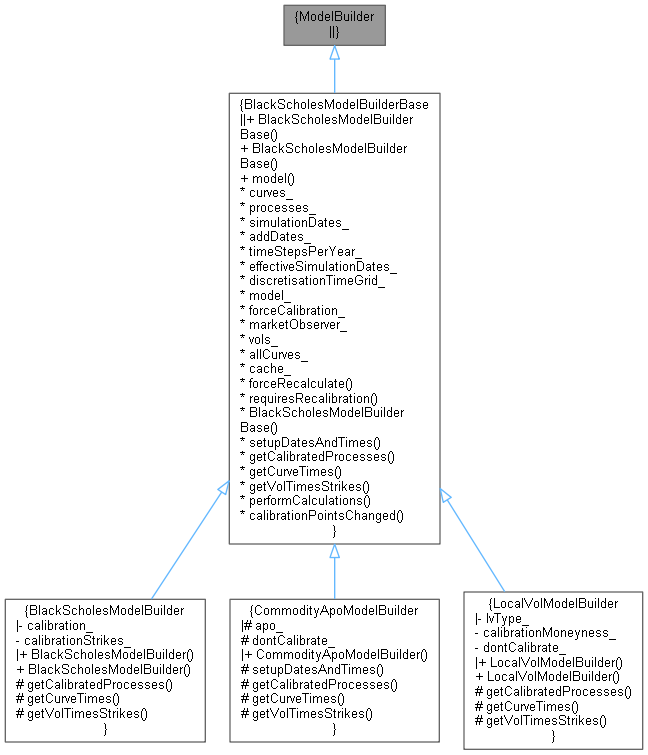 {ModelBuilder
||}
{BlackScholesModelBuilderBase
||+ BlackScholesModelBuilder
Base()
+ BlackScholesModelBuilder
Base()
+ model()
* curves_
* processes_
* simulationDates_
* addDates_
* timeStepsPerYear_
* effectiveSimulationDates_
* discretisationTimeGrid_
* model_
* forceCalibration_
* marketObserver_
* vols_
* allCurves_
* cache_
* forceRecalculate()
* requiresRecalibration()
* BlackScholesModelBuilder
Base()
* setupDatesAndTimes()
* getCalibratedProcesses()
* getCurveTimes()
* getVolTimesStrikes()
* performCalculations()
* calibrationPointsChanged()
}
{BlackScholesModelBuilder
|- calibration_
- calibrationStrikes_
|+ BlackScholesModelBuilder()
+ BlackScholesModelBuilder()
# getCalibratedProcesses()
# getCurveTimes()
# getVolTimesStrikes()
}
{CommodityApoModelBuilder
|# apo_
# dontCalibrate_
|+ CommodityApoModelBuilder()
# setupDatesAndTimes()
# getCalibratedProcesses()
# getCurveTimes()
# getVolTimesStrikes()
}
{LocalVolModelBuilder
|- lvType_
- calibrationMoneyness_
- dontCalibrate_
|+ LocalVolModelBuilder()
+ LocalVolModelBuilder()
# getCalibratedProcesses()
# getCurveTimes()
# getVolTimesStrikes()
}